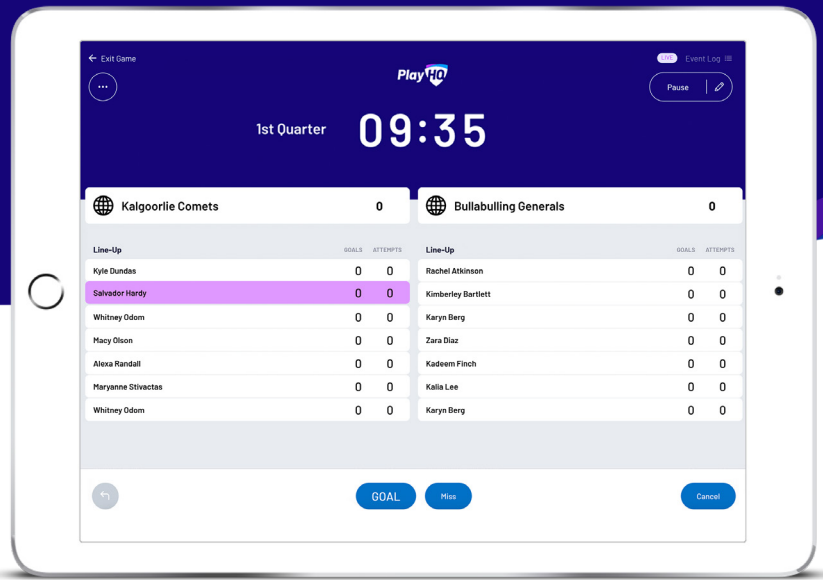 ← Exit Game
PlayHQ
LIVE Event Log
Pause
1st Quarter 09:35
Kalgoorlie Comets 0
Bullabulling Generals 0
Line-Up GOALS ATTEMPTS
Kyle Dundas 0 0
Salvador Hardy 0 0
Whitney Odom 0 0
Macy Olson 0 0
Alexa Randall 0 0
Maryanne Stivactas 0 0
Whitney Odom 0 0
Line-Up GOALS ATTEMPTS
Rachel Atkinson 0 0
Kimberley Bartlett 0 0
Karyn Berg 0 0
Zara Diaz 0 0
Kadeem Finch 0 0
Kalia Lee 0 0
Karyn Berg 0 0
GOAL Miss Cancel